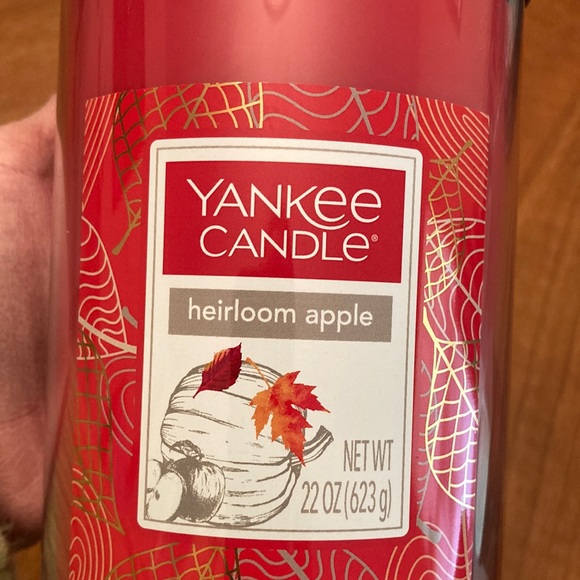 YANKEE
CANDLE®
heirloom apple
NET WT
22 OZ (623 g)